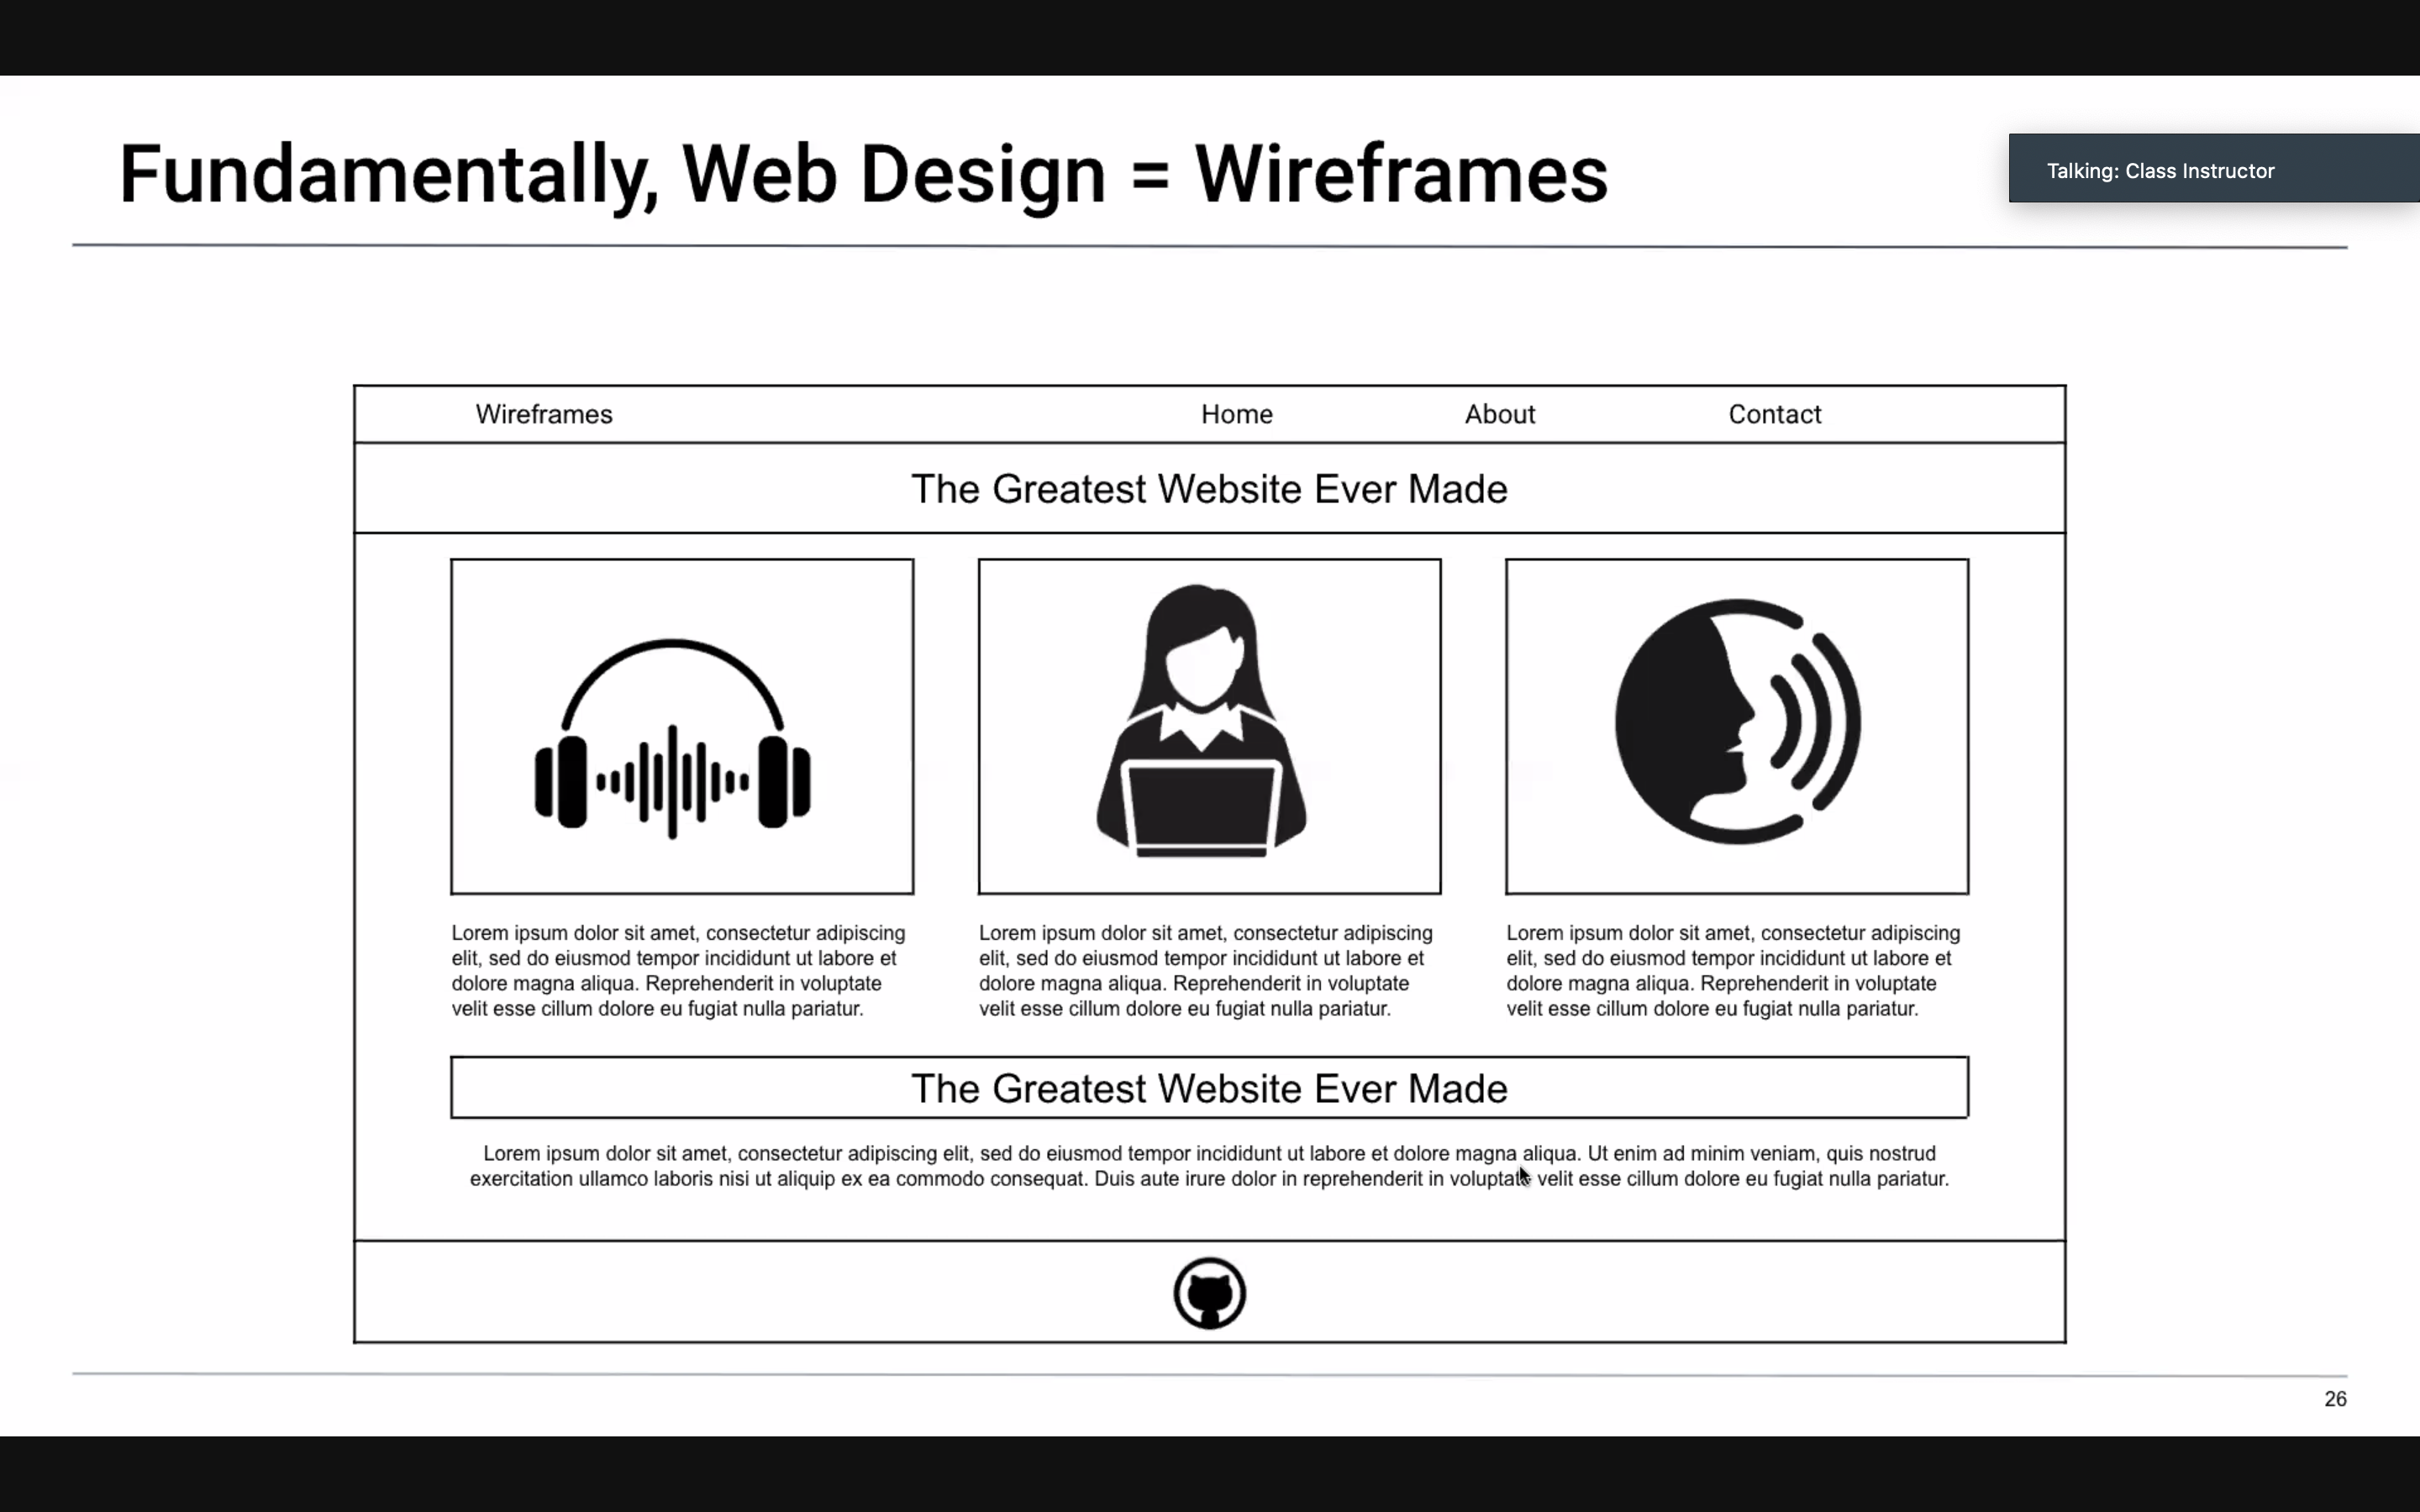 Fundamentally, Web Design = Wireframes
Talking: Class Instructor
Wireframes Home About Contact
The Greatest Website Ever Made
Lorem ipsum dolor sit amet, consectetur adipiscing
elit, sed do eiusmod tempor incididunt ut labore et
dolore magna aliqua. Reprehenderit in voluptate
velit esse cillum dolore eu fugiat nulla pariatur.
Lorem ipsum dolor sit amet, consectetur adipiscing
elit, sed do eiusmod tempor incididunt ut labore et
dolore magna aliqua. Reprehenderit in voluptate
velit esse cillum dolore eu fugiat nulla pariatur.
Lorem ipsum dolor sit amet, consectetur adipiscing
elit, sed do eiusmod tempor incididunt ut labore et
dolore magna aliqua. Reprehenderit in voluptate
velit esse cillum dolore eu fugiat nulla pariatur.
The Greatest Website Ever Made
Lorem ipsum dolor sit amet, consectetur adipiscing elit, sed do eiusmod tempor incididunt ut labore et dolore magna aliqua. Ut enim ad minim veniam, quis nostrud
exercitation ullamco laboris nisi ut aliquip ex ea commodo consequat. Duis aute irure dolor in reprehenderit in voluptate velit esse cillum dolore eu fugiat nulla pariatur.
26